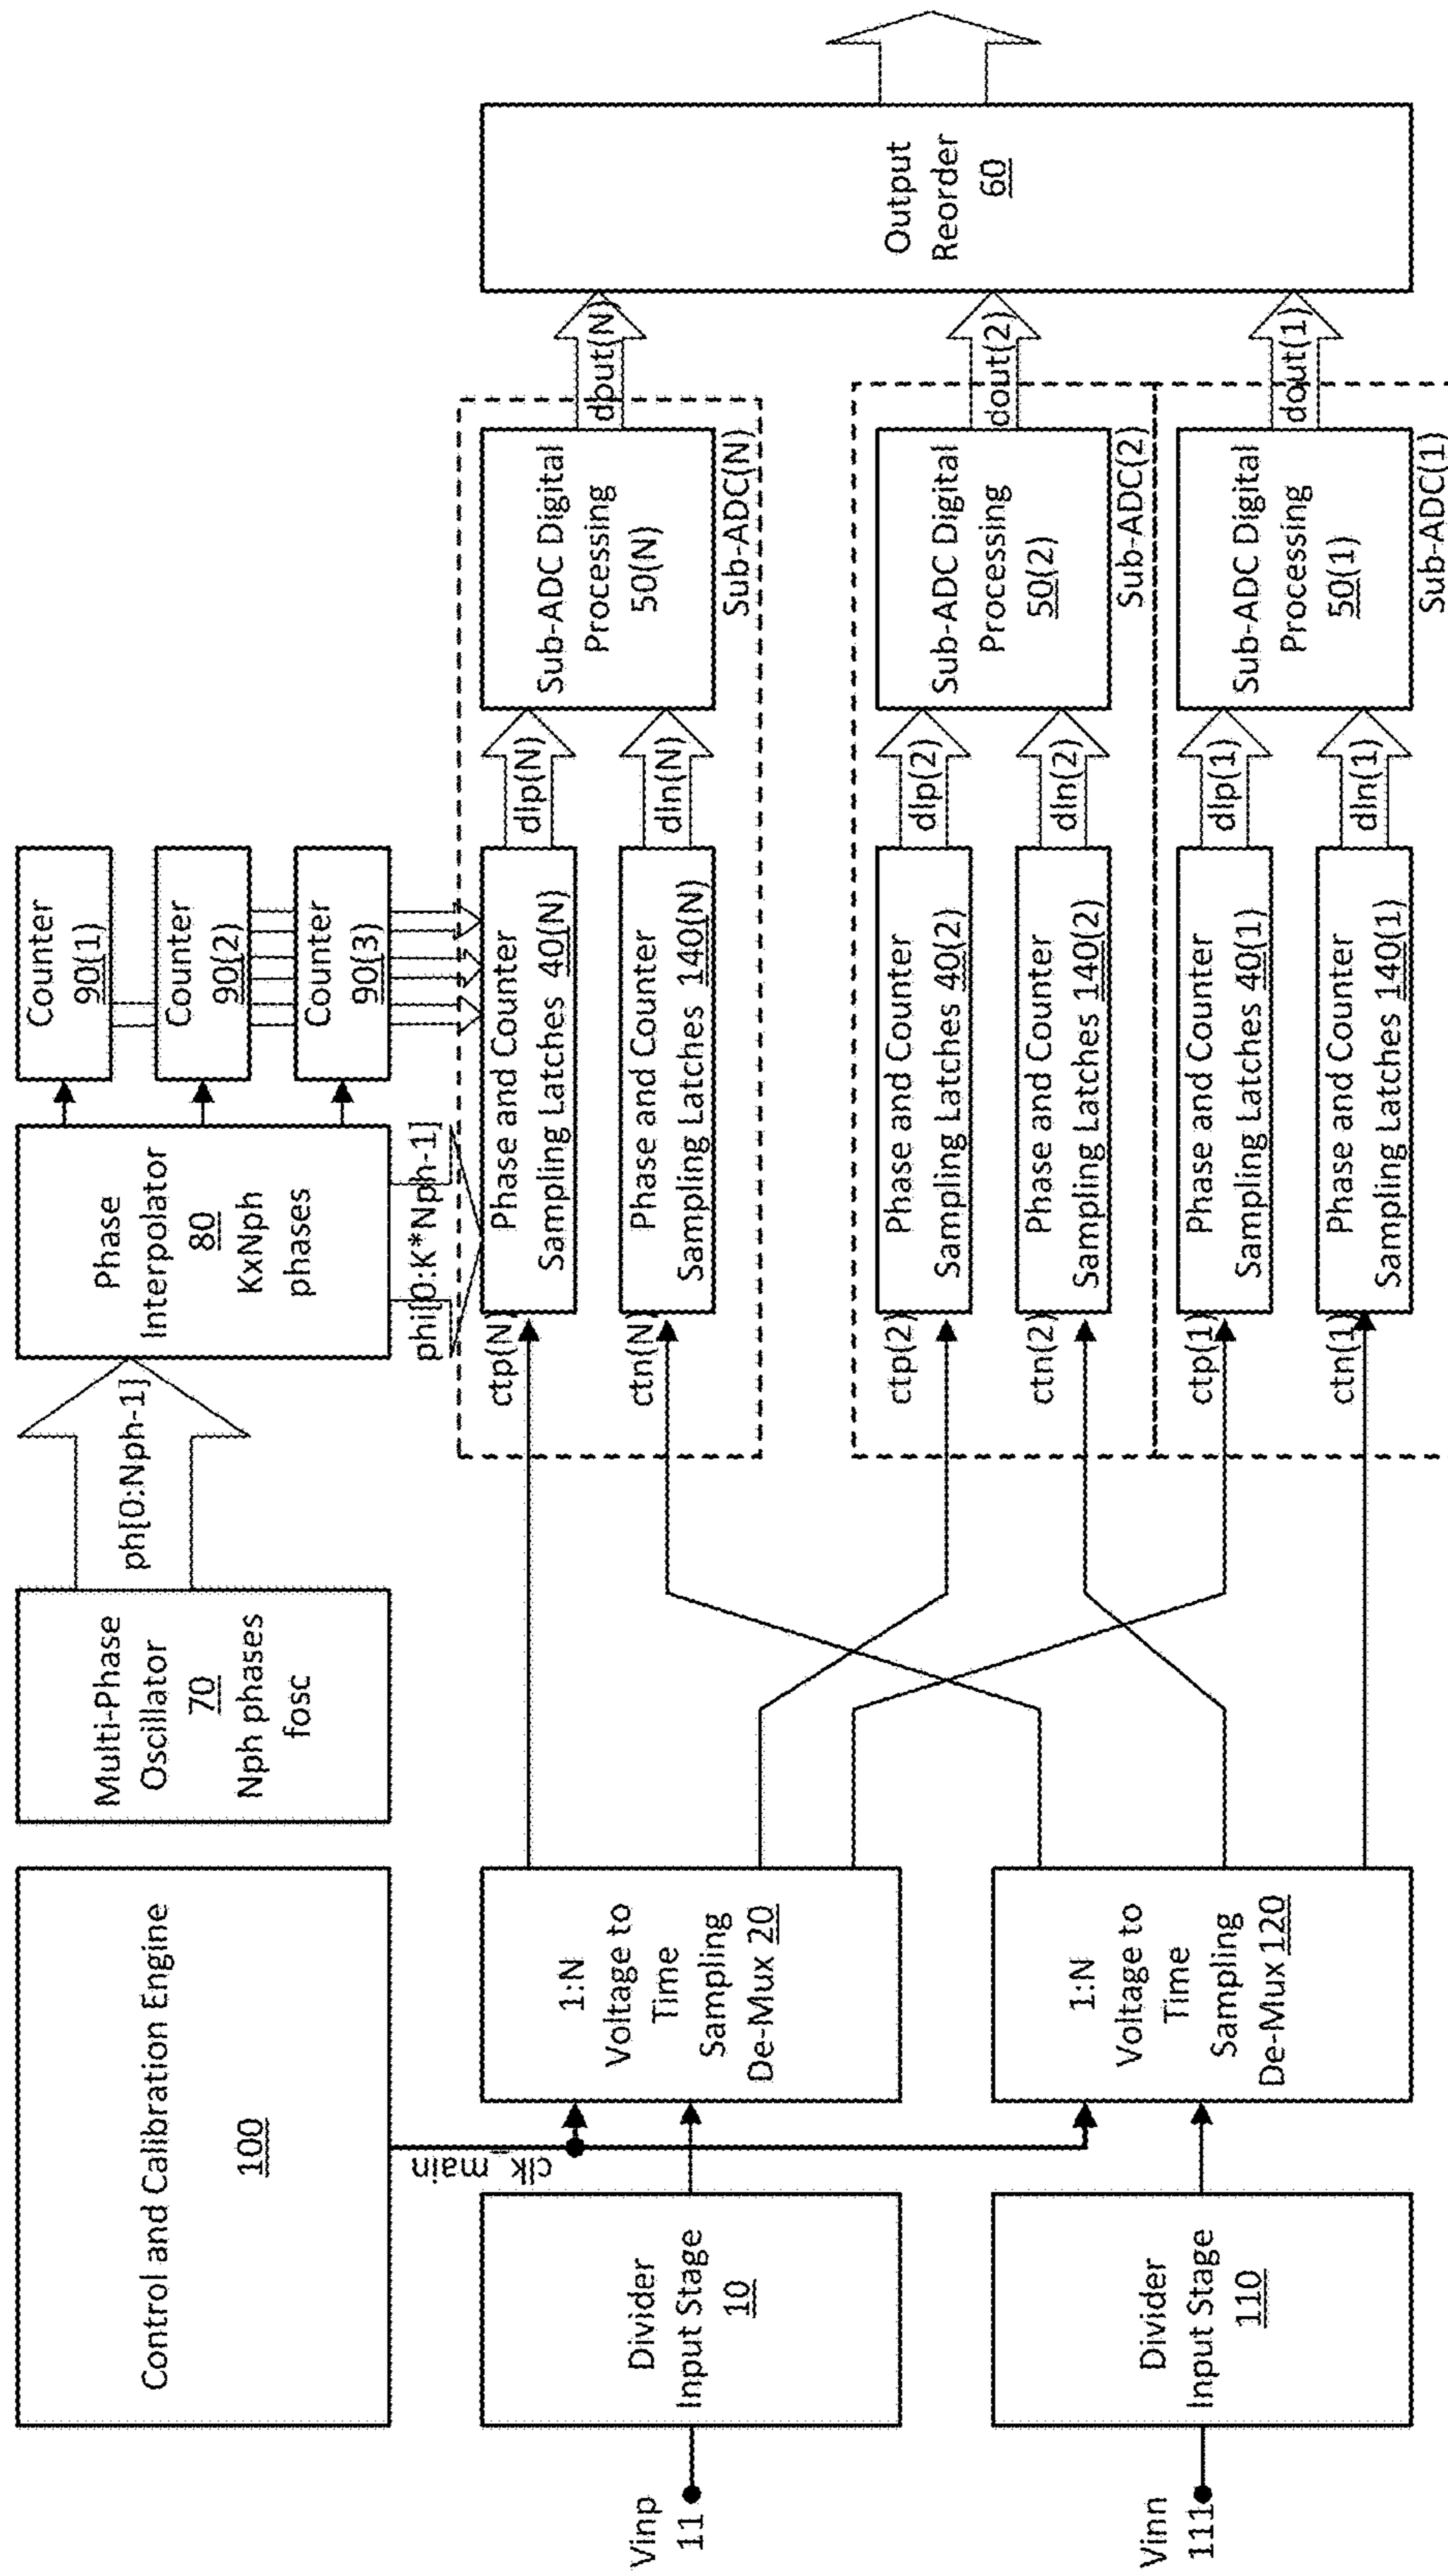 Control and Calibration Engine
100
Multi-Phase
Oscillator
70
Nph phases
fosc
ph[0:Nph-1]
Phase
Interpolator
80
KxNph
phases
Counter
90(1)
Counter
90(2)
Counter
90(3)
clk_main
phi[0:K*Nph-1]
Vinp
11
Divider
Input Stage
10
1:N
Voltage to
Time
Sampling
De-Mux 20
Vinn
111
Divider
Input Stage
110
1:N
Voltage to
Time
Sampling
De-Mux 120
ctp(N)
Phase and Counter
Sampling Latches 40(N)
dlp(N)
ctn(N)
Phase and Counter
Sampling Latches 140(N)
dln(N)
Sub-ADC Digital
Processing
50(N)
Sub-ADC(N)
dout(N)
ctp(2)
Phase and Counter
Sampling Latches 40(2)
dlp(2)
ctn(2)
Phase and Counter
Sampling Latches 140(2)
dln(2)
Sub-ADC Digital
Processing
50(2)
Sub-ADC(2)
dout(2)
ctp(1)
Phase and Counter
Sampling Latches 40(1)
dlp(1)
ctn(1)
Phase and Counter
Sampling Latches 140(1)
dln(1)
Sub-ADC Digital
Processing
50(1)
Sub-ADC(1)
dout(1)
Output
Reorder
60